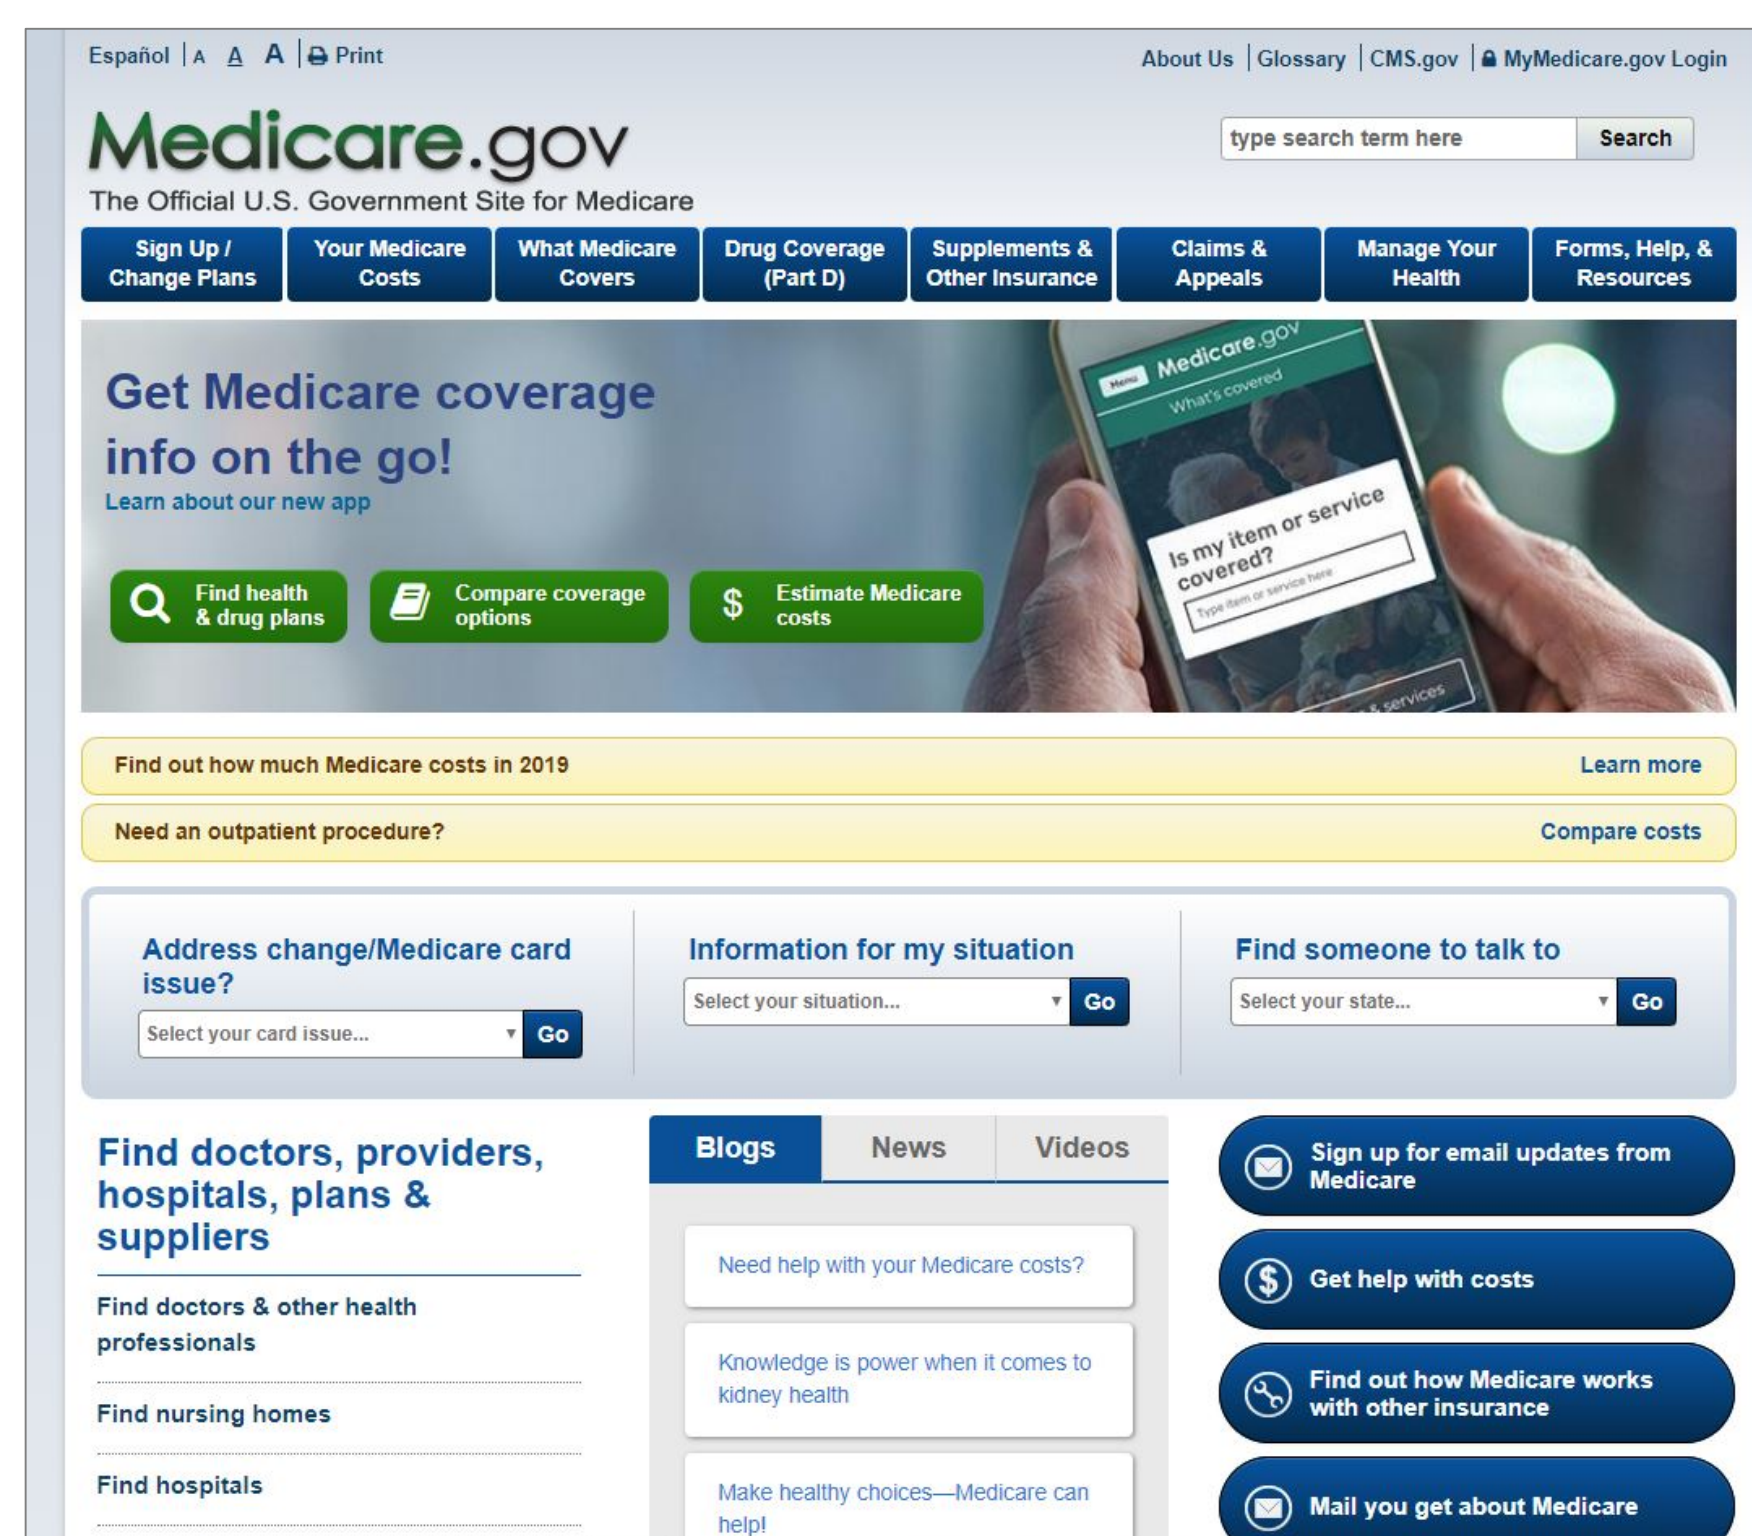 Español A A A Print
About Us Glossary CMS.gov MyMedicare.gov Login
Medicare.gov
The Official U.S. Government Site for Medicare
type search term here Search
Sign Up /
Change Plans
Your Medicare
Costs
What Medicare
Covers
Drug Coverage
(Part D)
Supplements &
Other Insurance
Claims &
Appeals
Manage Your
Health
Forms, Help, &
Resources
Get Medicare coverage
info on the go!
Learn about our new app
Find health
& drug plans
Compare coverage
options
$ Estimate Medicare
costs
Menu Medicare.gov
What's covered
Is my item or service
covered?
Type item or service here
& services
Find out how much Medicare costs in 2019 Learn more
Need an outpatient procedure? Compare costs
Address change/Medicare card
issue?
Select your card issue... Go
Information for my situation
Select your situation... Go
Find someone to talk to
Select your state... Go
Find doctors, providers,
hospitals, plans &
suppliers
Find doctors & other health
professionals
Find nursing homes
Find hospitals
Blogs News Videos
Need help with your Medicare costs?
Knowledge is power when it comes to
kidney health
Make healthy choices—Medicare can
help!
Sign up for email updates from
Medicare
$ Get help with costs
Find out how Medicare works
with other insurance
Mail you get about Medicare